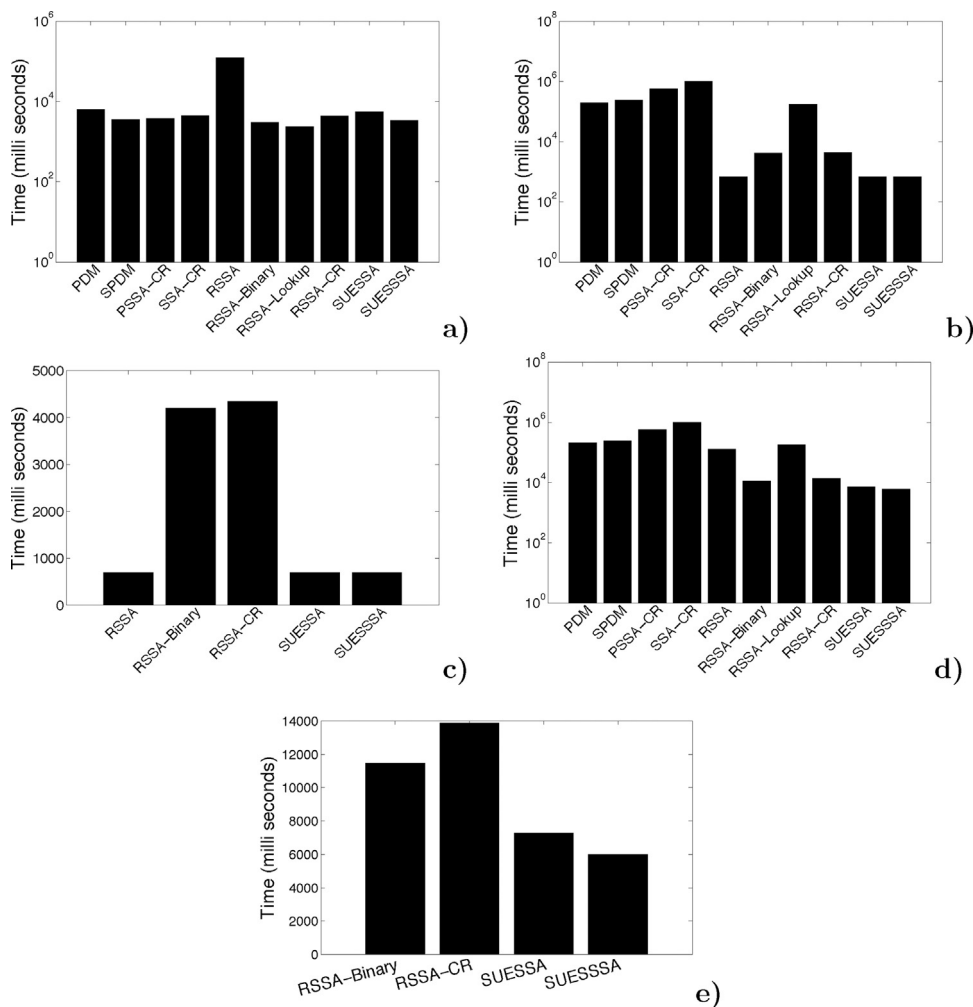 Time (milli seconds)
10^6
10^4
10^2
10^0
PDM
SPDM
PSSA-CR
SSA-CR
RSSA
RSSA-Binary
RSSA-Lookup
RSSA-CR
SUESSA
SUESSSA
a)
Time (milli seconds)
10^8
10^6
10^4
10^2
10^0
PDM
SPDM
PSSA-CR
SSA-CR
RSSA
RSSA-Binary
RSSA-Lookup
RSSA-CR
SUESSA
SUESSSA
b)
Time (milli seconds)
5000
4000
3000
2000
1000
0
RSSA
RSSA-Binary
RSSA-CR
SUESSA
SUESSSA
c)
Time (milli seconds)
10^8
10^6
10^4
10^2
10^0
PDM
SPDM
PSSA-CR
SSA-CR
RSSA
RSSA-Binary
RSSA-Lookup
RSSA-CR
SUESSA
SUESSSA
d)
Time (milli seconds)
14000
12000
10000
8000
6000
4000
2000
0
RSSA-Binary
RSSA-CR
SUESSA
SUESSSA
e)